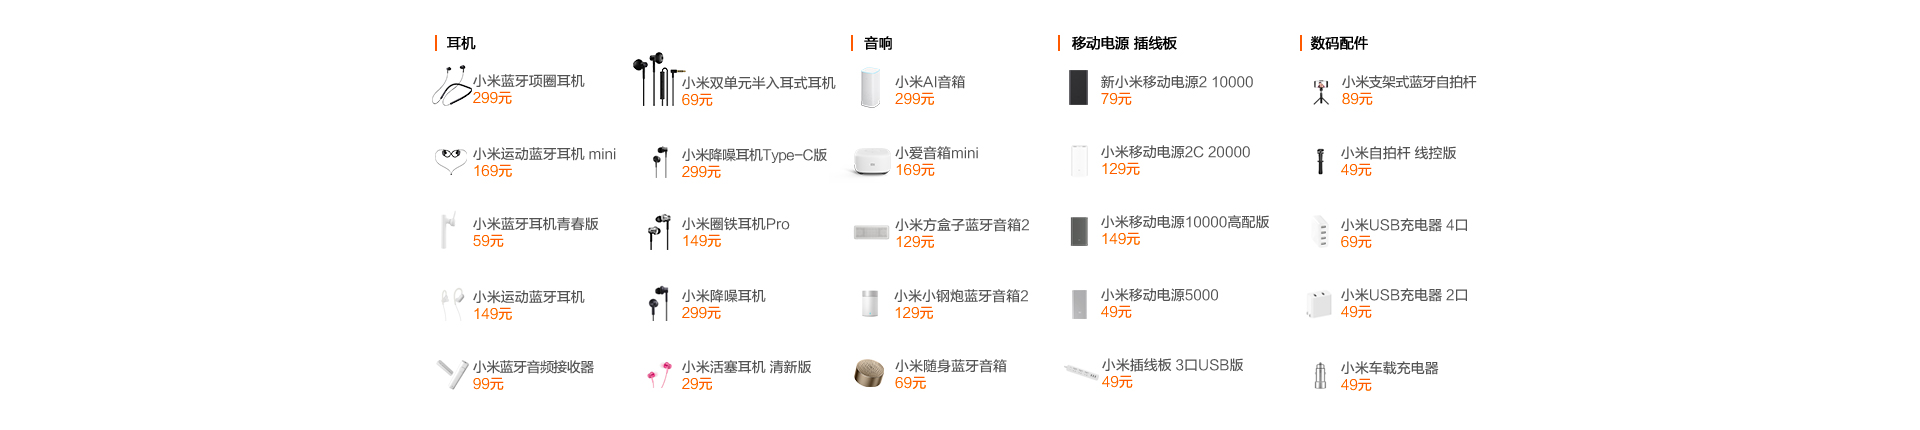 耳机
小米蓝牙项圈耳机
299元
小米运动蓝牙耳机 mini
169元
小米蓝牙耳机青春版
59元
小米运动蓝牙耳机
149元
小米蓝牙音频接收器
99元
小米双单元半入耳式耳机
69元
小米降噪耳机Type-C版
299元
小米圈铁耳机Pro
149元
小米降噪耳机
299元
小米活塞耳机 清新版
29元
音响
小米AI音箱
299元
小爱音箱mini
169元
小米方盒子蓝牙音箱2
129元
小米小钢炮蓝牙音箱2
129元
小米随身蓝牙音箱
69元
移动电源 插线板
新小米移动电源2 10000
79元
小米移动电源2C 20000
129元
小米移动电源10000高配版
149元
小米移动电源5000
49元
小米插线板 3口USB版
49元
数码配件
小米支架式蓝牙自拍杆
89元
小米自拍杆 线控版
49元
小米USB充电器 4口
69元
小米USB充电器 2口
49元
小米车载充电器
49元